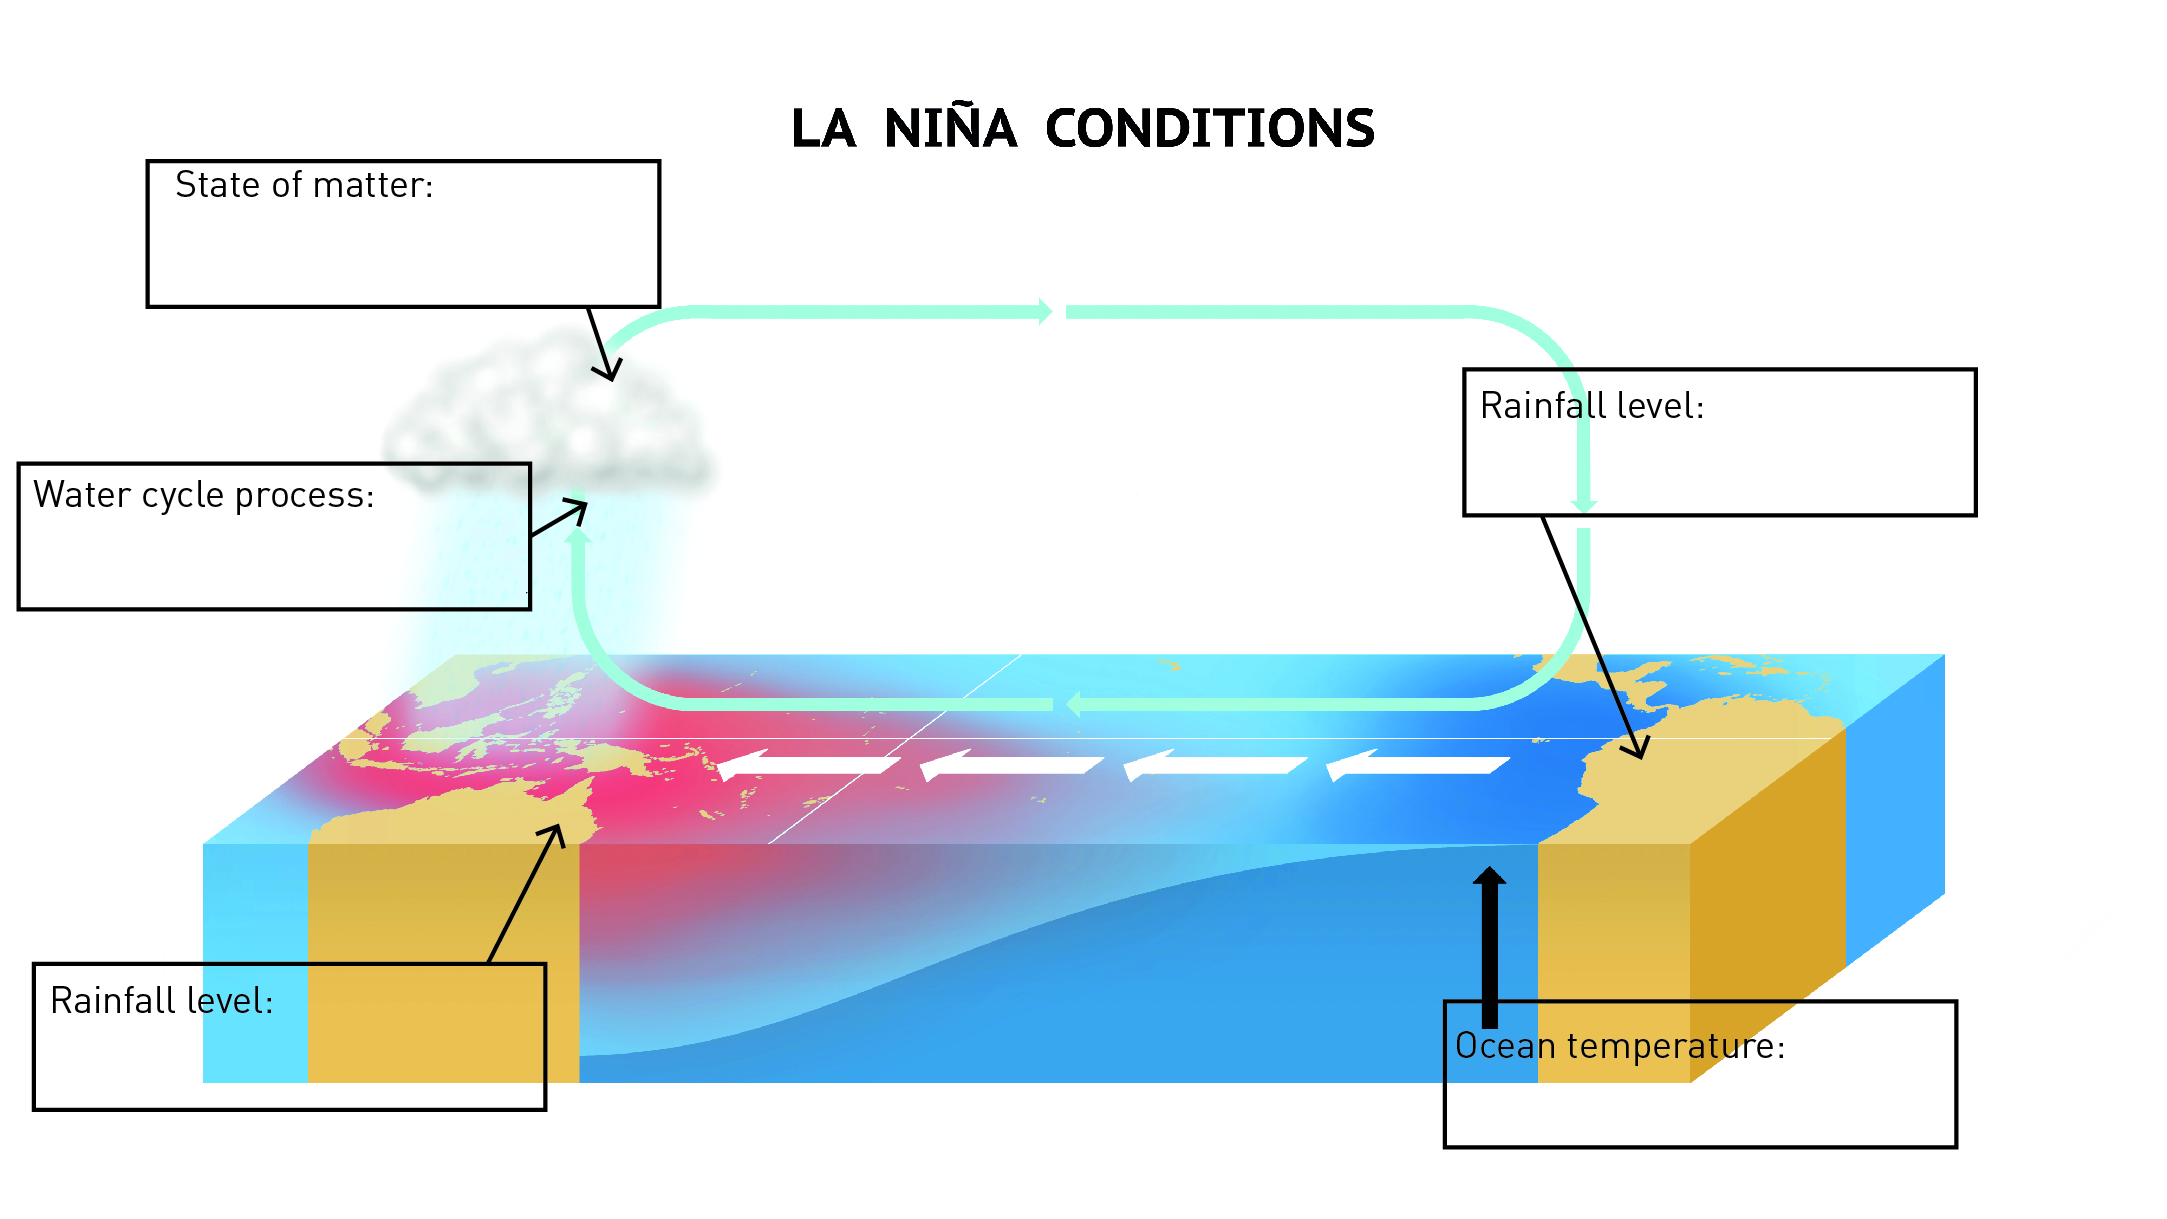 LA NIÑA CONDITIONS
State of matter:
Rainfall level:
Water cycle process:
Rainfall level:
Ocean temperature: